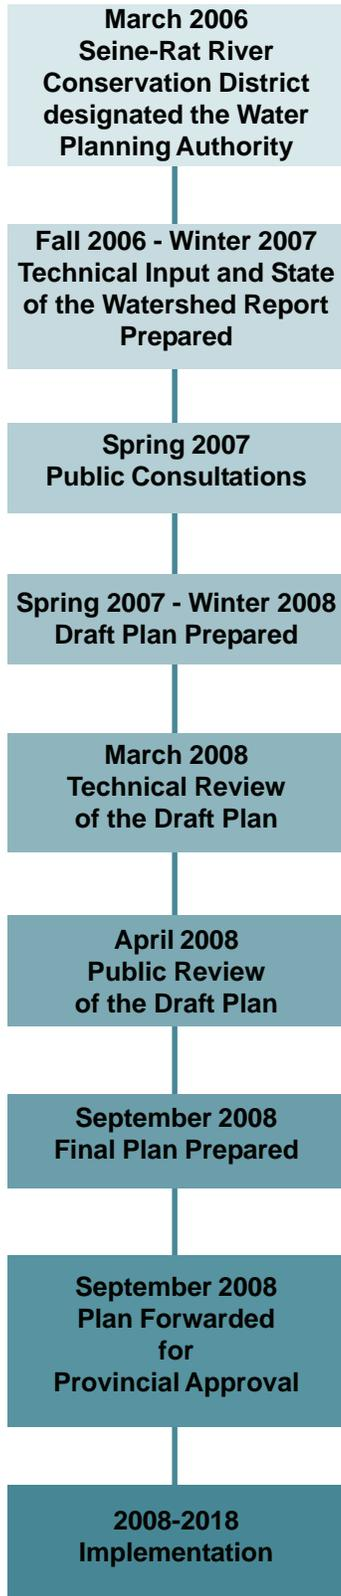 March 2006
Seine-Rat River
Conservation District
designated the Water
Planning Authority
Fall 2006 - Winter 2007
Technical Input and State
of the Watershed Report
Prepared
Spring 2007
Public Consultations
Spring 2007 - Winter 2008
Draft Plan Prepared
March 2008
Technical Review
of the Draft Plan
April 2008
Public Review
of the Draft Plan
September 2008
Final Plan Prepared
September 2008
Plan Forwarded
for
Provincial Approval
2008-2018
Implementation